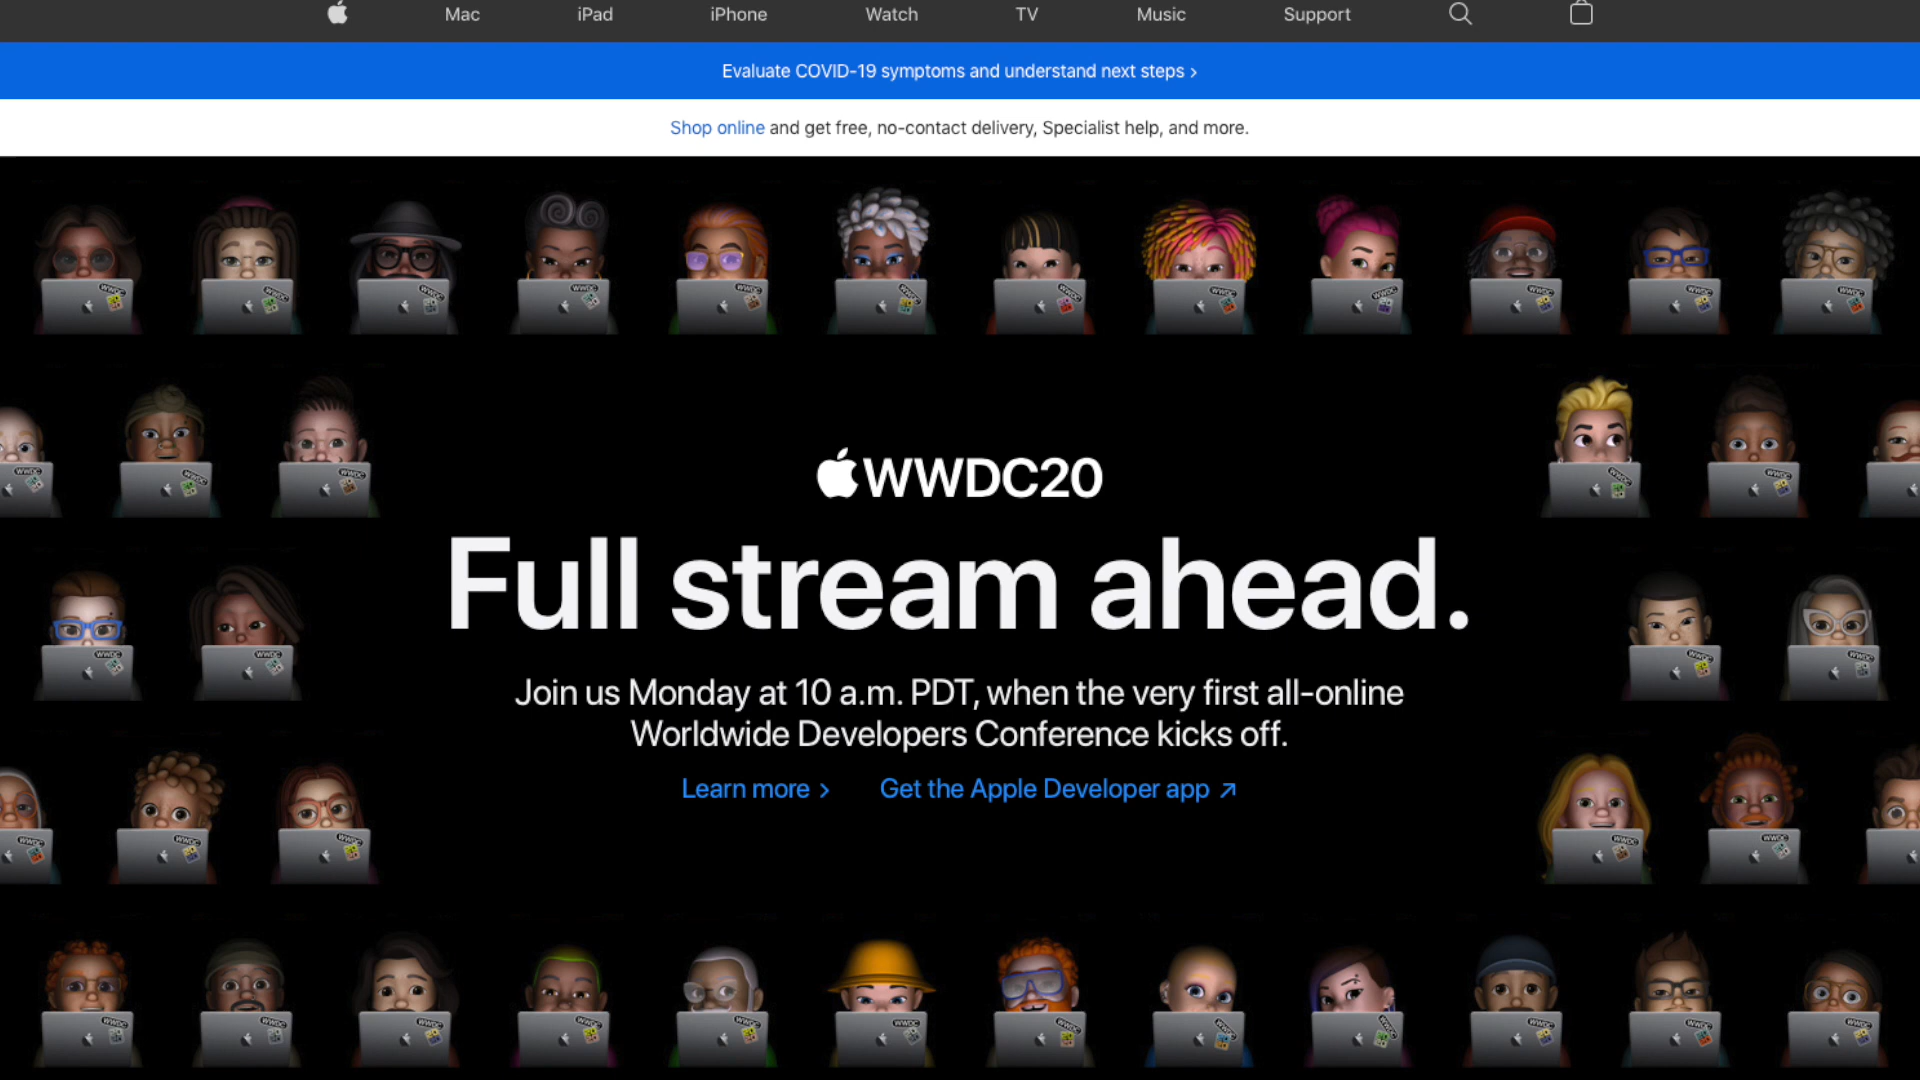 Mac iPad iPhone Watch TV Music Support
Evaluate COVID-19 symptoms and understand next steps ›
Shop online and get free, no-contact delivery, Specialist help, and more.
WWDC20
Full stream ahead.
Join us Monday at 10 a.m. PDT, when the very first all-online
Worldwide Developers Conference kicks off.
Learn more › Get the Apple Developer app ↗